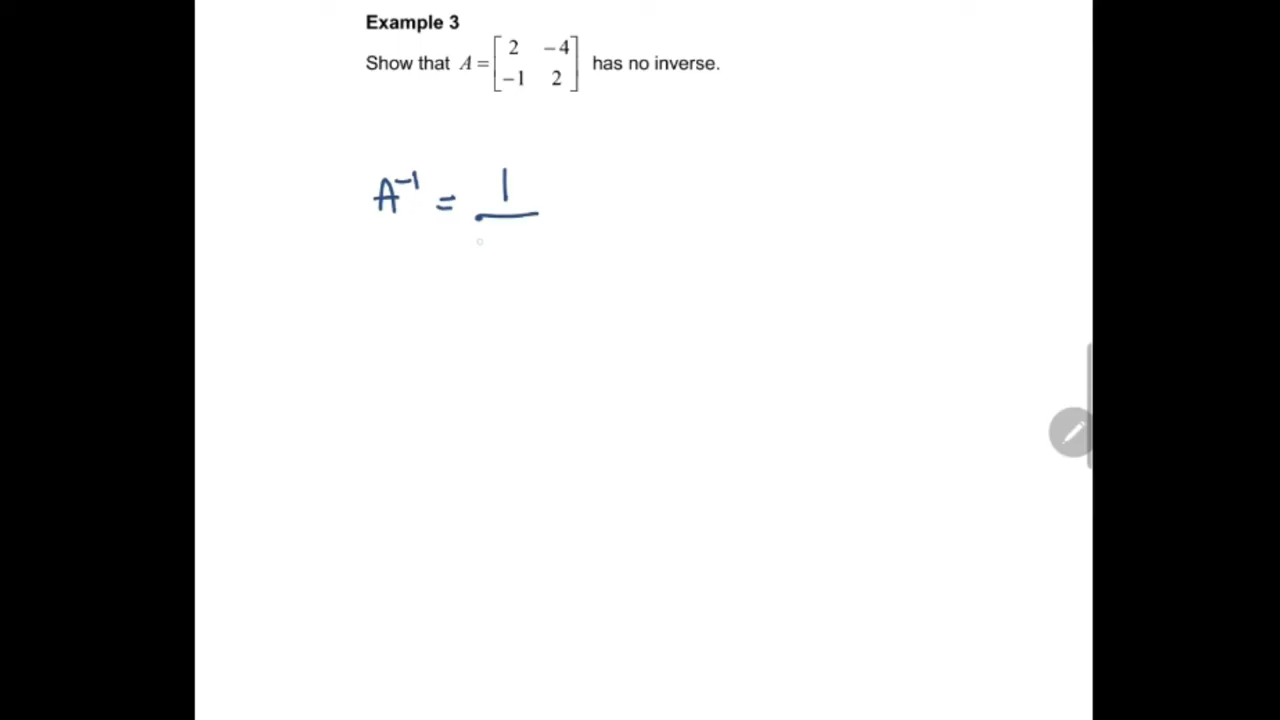 Example 3
Show that A = [2 −4
−1 2] has no inverse.
A⁻¹ = 1